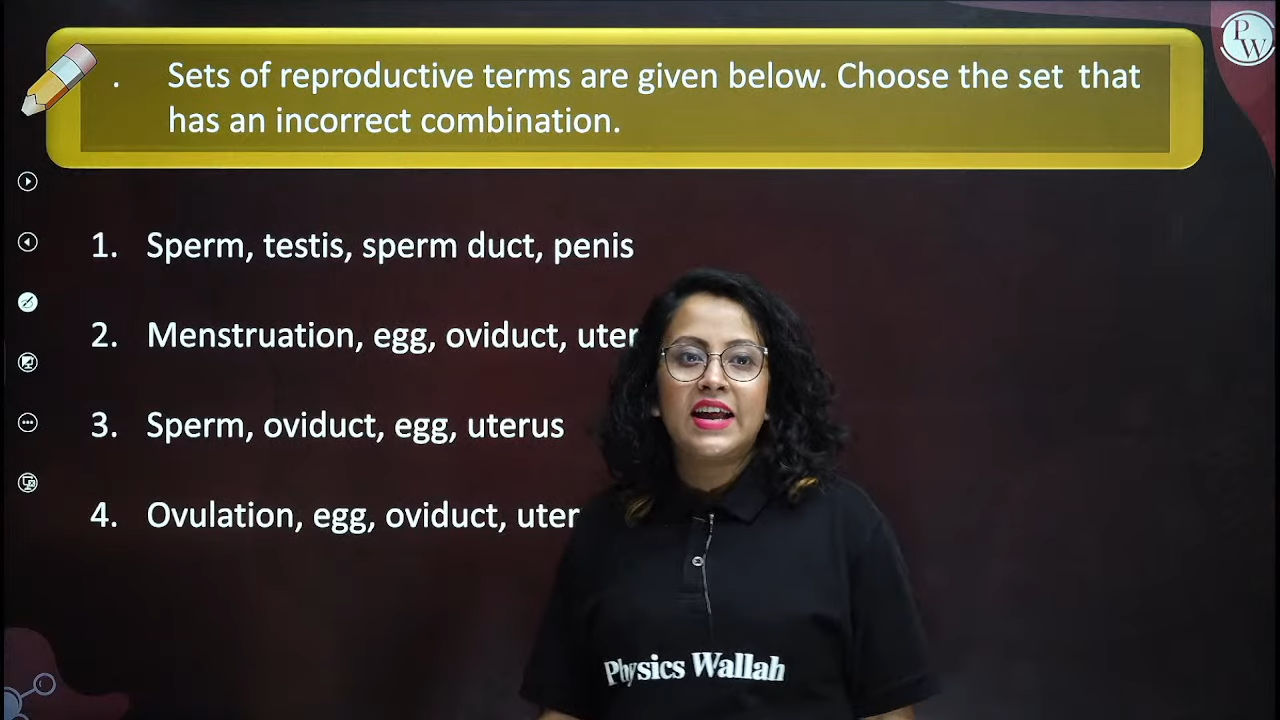 PW
. Sets of reproductive terms are given below. Choose the set that
has an incorrect combination.
1. Sperm, testis, sperm duct, penis
2. Menstruation, egg, oviduct, uter
3. Sperm, oviduct, egg, uterus
4. Ovulation, egg, oviduct, uter
Physics Wallah